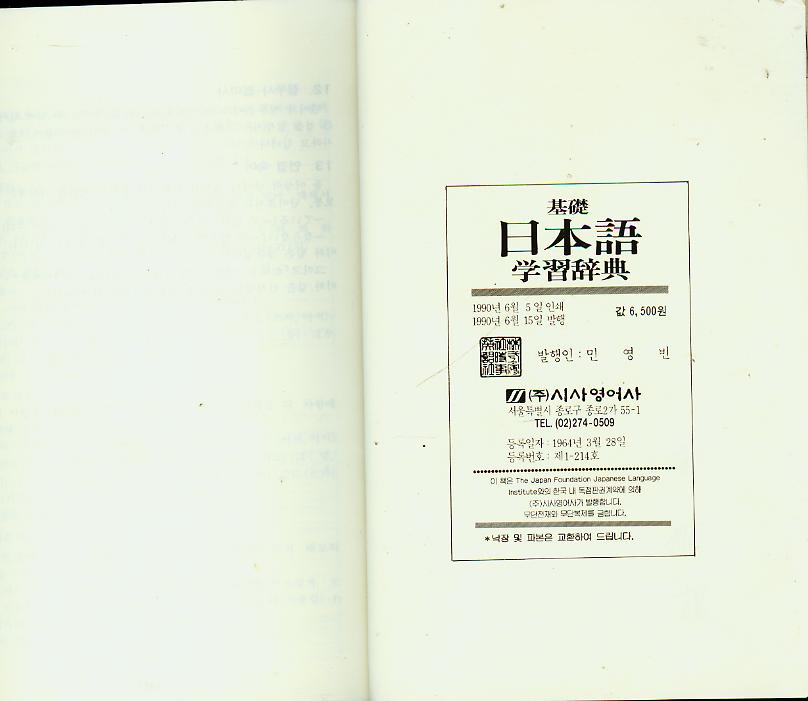 基礎
日本語
学習辞典
1990년 6월 5일 인쇄
1990년 6월 15일 발행
값 6,500원
발행인 : 민 영 빈
(주)시사영어사
서울특별시 종로구 종로2가 55-1
TEL. (02)274-0509
등록일자 : 1964년 3월 28일
등록번호 : 제1-214호
이 책은 The Japan Foundation Japanese Language
Institute와의 한국 내 독점판권계약에 의해
(주)시사영어사가 발행합니다.
무단전재와 무단복제를 금합니다.
*낙장 및 파본은 교환하여 드립니다.